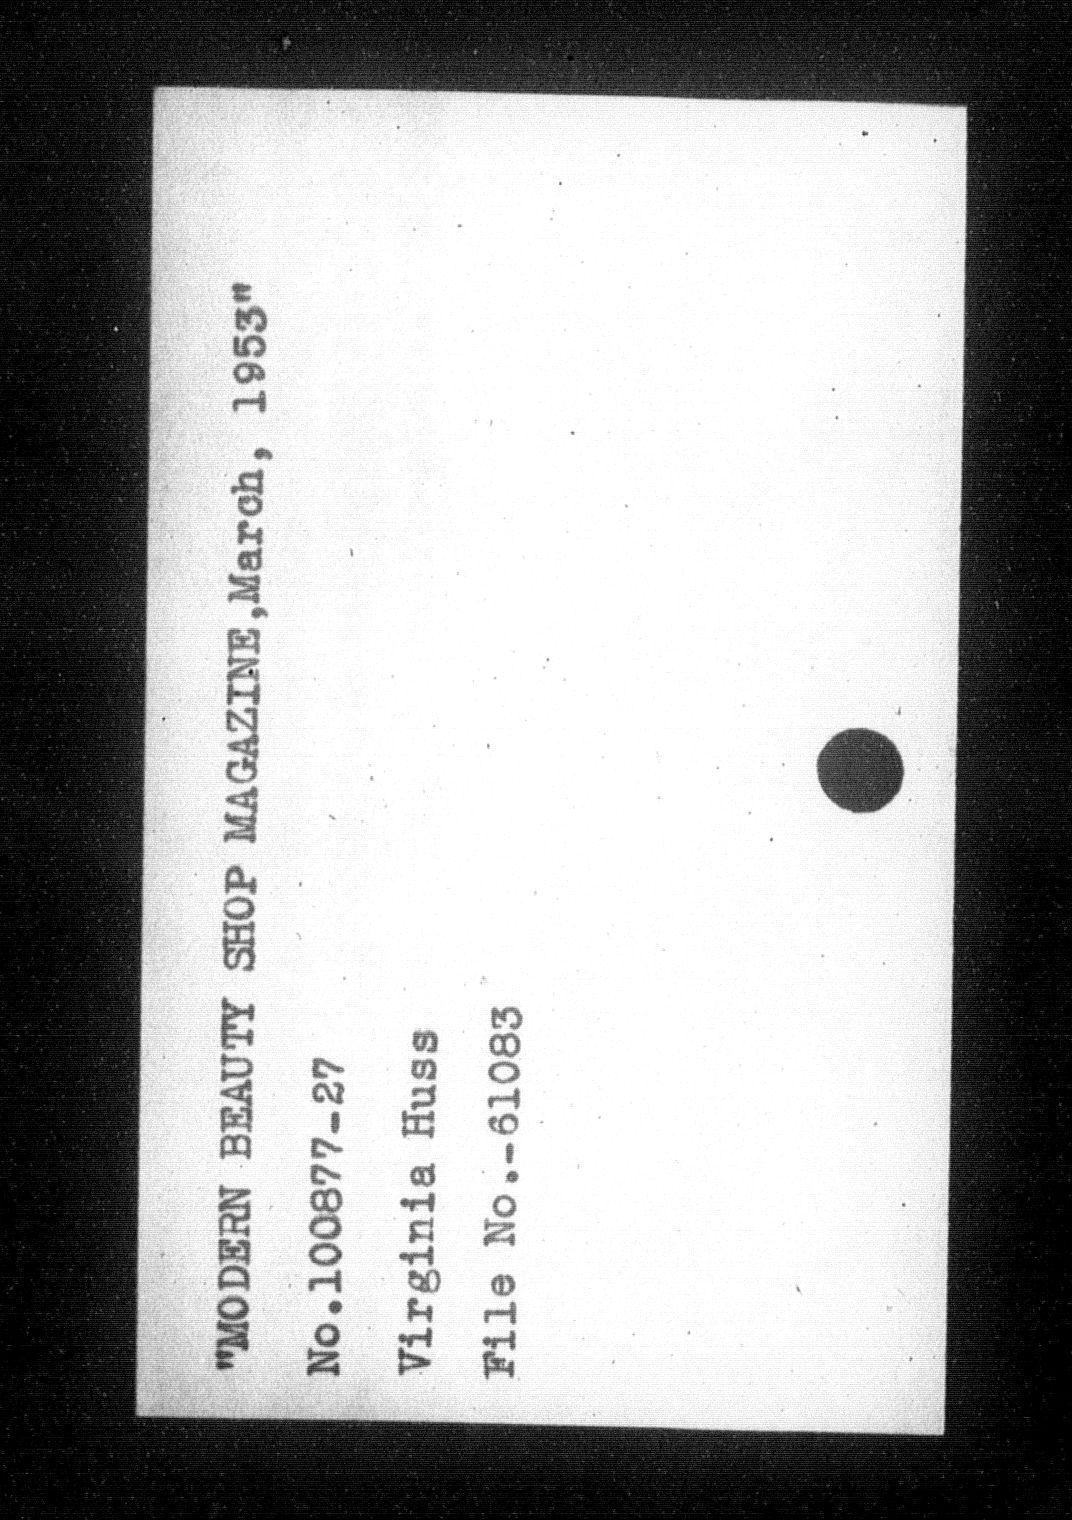 "MODERN BEAUTY SHOP MAGAZINE,March, 1953"
No.100877-27
Virginia Huss
File No.-61083